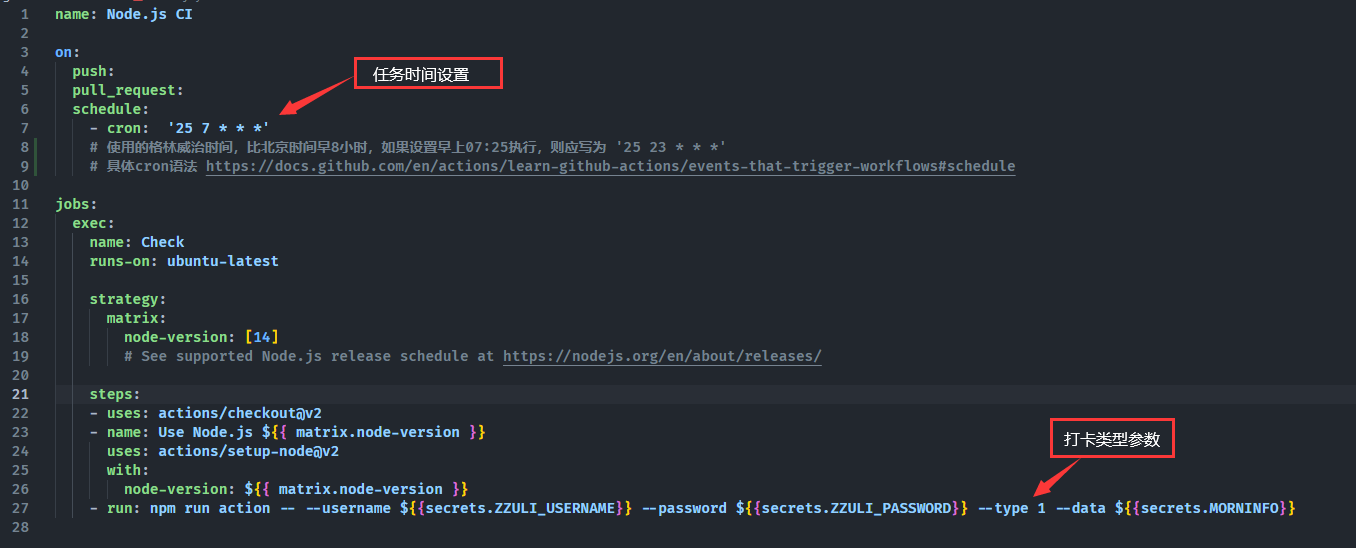 1 name: Node.js CI
2
3 on:
4 push:
任务时间设置
5 pull_request:
6 schedule:
7 - cron: '25 7 * * *'
8 # 使用的格林威治时间，比北京时间早8小时，如果设置早上07:25执行，则应写为 '25 23 * * *'
9 # 具体cron语法 https://docs.github.com/en/actions/learn-github-actions/events-that-trigger-workflows#schedule
10
11 jobs:
12 exec:
13 name: Check
14 runs-on: ubuntu-latest
15
16 strategy:
17 matrix:
18 node-version: [14]
19 # See supported Node.js release schedule at https://nodejs.org/en/about/releases/
20
21 steps:
22 - uses: actions/checkout@v2
23 - name: Use Node.js ${{ matrix.node-version }}
打卡类型参数
24 uses: actions/setup-node@v2
25 with:
26 node-version: ${{ matrix.node-version }}
27 - run: npm run action -- --username ${{secrets.ZZULI_USERNAME}} --password ${{secrets.ZZULI_PASSWORD}} --type 1 --data ${{secrets.MORNINFO}}
28